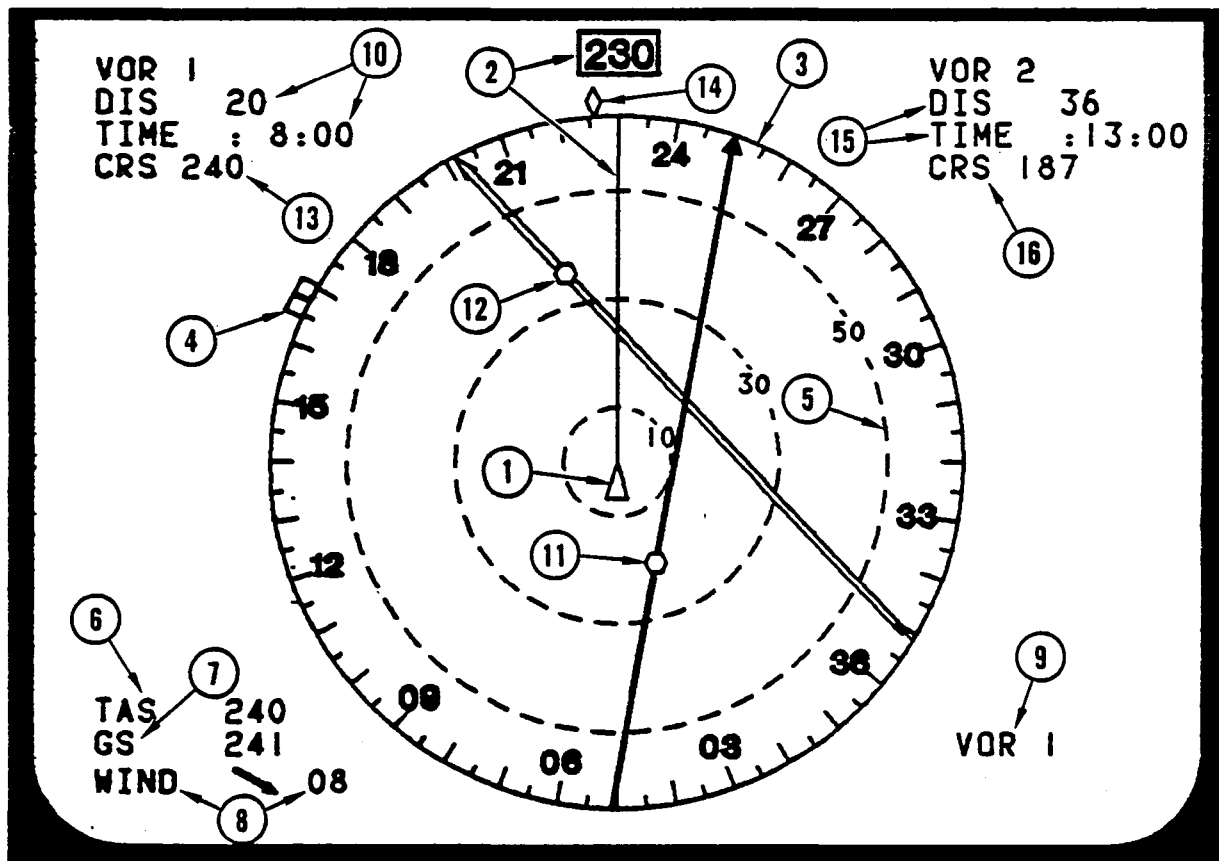 VOR 1
DIS 20
TIME : 8:00
CRS 240
10
13
2
230
14
3
VOR 2
DIS 36
TIME :13:00
CRS 187
15
16
21
24
27
18
12
4
50
30
30
5
15
10
1
33
11
12
36
6
7
09
06
03
9
TAS 240
GS 241
WIND 08
8
VOR 1